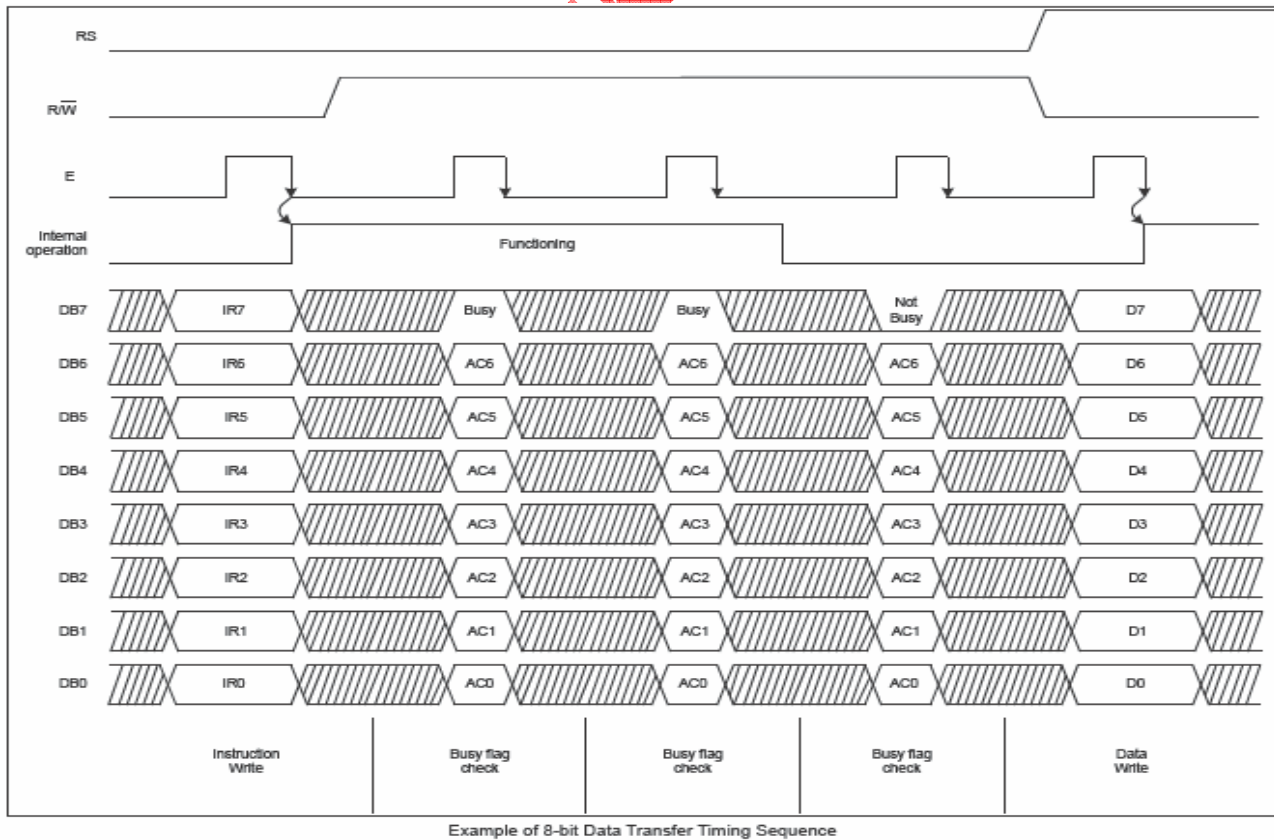 RS
R/W̅
E
Internal
operation
Functioning
DB7 IR7 Busy Busy Not Busy D7
DB6 IR6 AC6 AC6 AC6 D6
DB5 IR5 AC5 AC5 AC5 D5
DB4 IR4 AC4 AC4 AC4 D4
DB3 IR3 AC3 AC3 AC3 D3
DB2 IR2 AC2 AC2 AC2 D2
DB1 IR1 AC1 AC1 AC1 D1
DB0 IR0 AC0 AC0 AC0 D0
Instruction Write
Busy flag check
Busy flag check
Busy flag check
Data Write
Example of 8-bit Data Transfer Timing Sequence